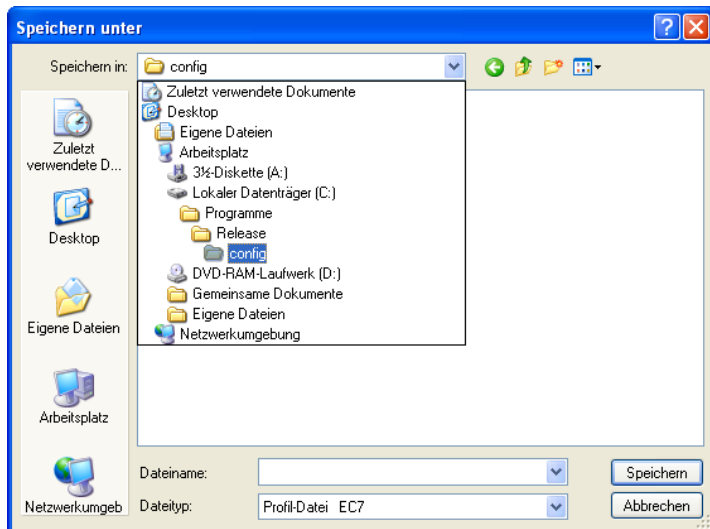 Speichern unter
Speichern in:
config
Zuletzt verwendete Dokumente
Desktop
Eigene Dateien
Arbeitsplatz
3½-Diskette (A:)
Lokaler Datenträger (C:)
Programme
Release
config
DVD-RAM-Laufwerk (D:)
Gemeinsame Dokumente
Eigene Dateien
Netzwerkumgebung
Zuletzt
verwendete D...
Desktop
Eigene Dateien
Arbeitsplatz
Netzwerkumgeb
Dateiname:
Speichern
Dateityp:
Profil-Datei EC7
Abbrechen